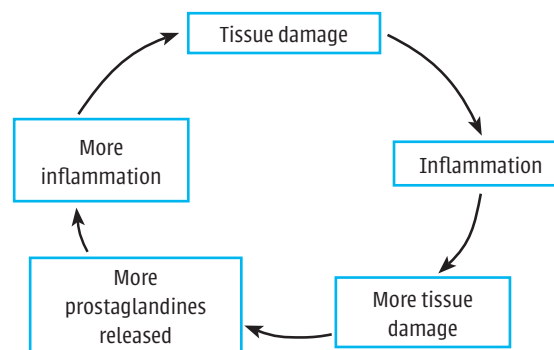 Tissue damage
Inflammation
More tissue
damage
More
prostaglandines
released
More
inflammation